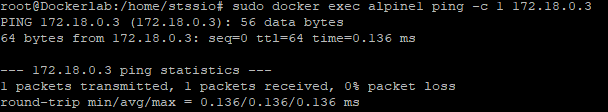 root@Dockerlab:/home/stssio# sudo docker exec alpine1 ping -c 1 172.18.0.3
PING 172.18.0.3 (172.18.0.3): 56 data bytes
64 bytes from 172.18.0.3: seq=0 ttl=64 time=0.136 ms

--- 172.18.0.3 ping statistics ---
1 packets transmitted, 1 packets received, 0% packet loss
round-trip min/avg/max = 0.136/0.136/0.136 ms